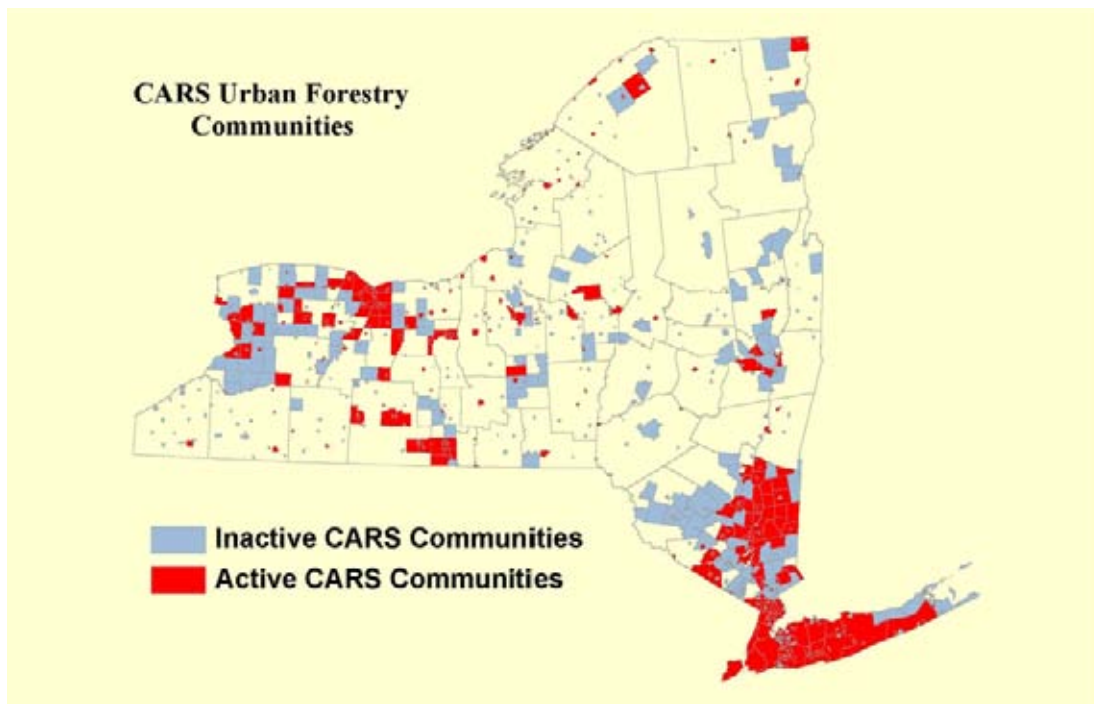 CARS Urban Forestry
Communities
Inactive CARS Communities
Active CARS Communities